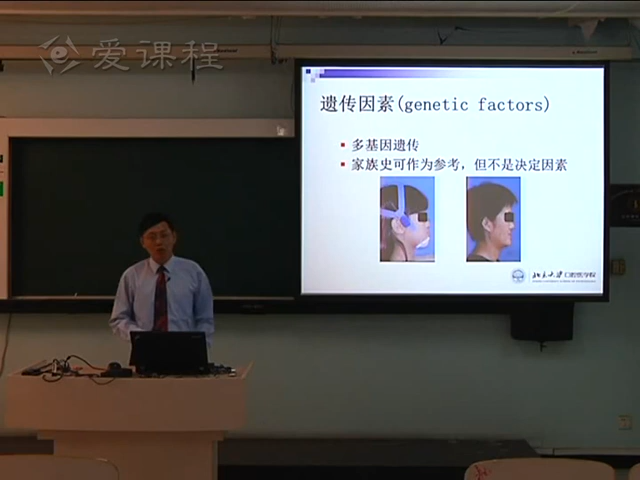 爱课程
遗传因素(genetic factors)
多基因遗传
家族史可作为参考，但不是决定因素
北京大学口腔医学院